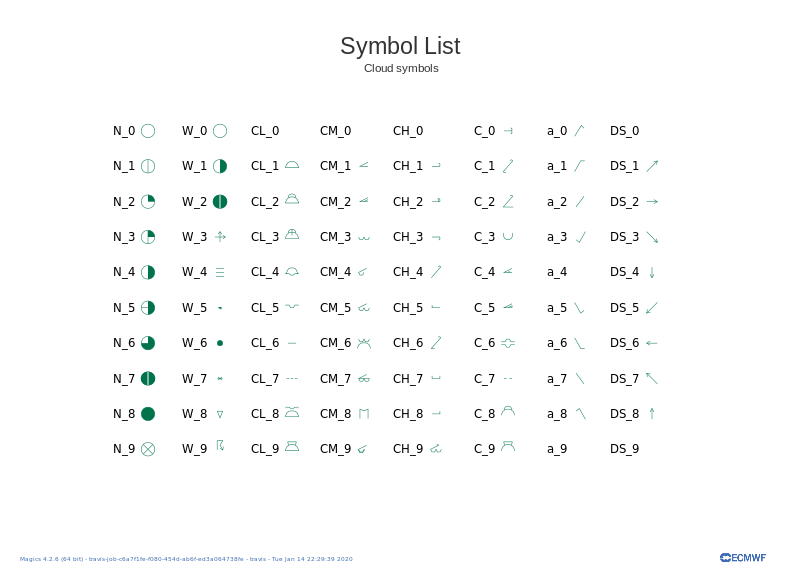 Symbol List
Cloud symbols
N_0 W_0 CL_0 CM_0 CH_0 C_0 a_0 DS_0
N_1 W_1 CL_1 CM_1 CH_1 C_1 a_1 DS_1
N_2 W_2 CL_2 CM_2 CH_2 C_2 a_2 DS_2
N_3 W_3 CL_3 CM_3 CH_3 C_3 a_3 DS_3
N_4 W_4 CL_4 CM_4 CH_4 C_4 a_4 DS_4
N_5 W_5 CL_5 CM_5 CH_5 C_5 a_5 DS_5
N_6 W_6 CL_6 CM_6 CH_6 C_6 a_6 DS_6
N_7 W_7 CL_7 CM_7 CH_7 C_7 a_7 DS_7
N_8 W_8 CL_8 CM_8 CH_8 C_8 a_8 DS_8
N_9 W_9 CL_9 CM_9 CH_9 C_9 a_9 DS_9
Magics 4.2.6 (64 bit) - travis-job-c6a7f1fe-f080-454d-ab6f-ed3a064738fe - travis - Tue Jan 14 22:29:39 2020
ECMWF